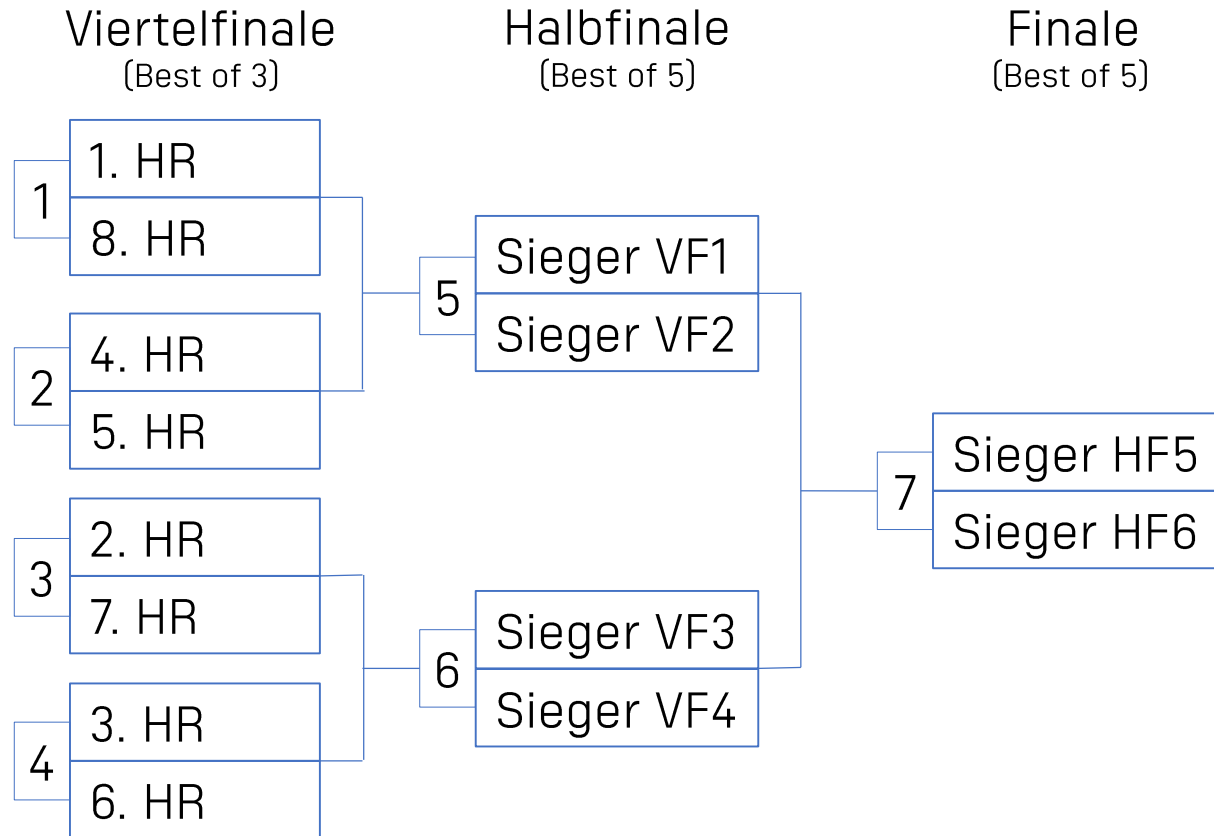 Viertelfinale
(Best of 3)
Halbfinale
(Best of 5)
Finale
(Best of 5)
1
1. HR
8. HR
2
4. HR
5. HR
3
2. HR
7. HR
4
3. HR
6. HR
5
Sieger VF1
Sieger VF2
6
Sieger VF3
Sieger VF4
7
Sieger HF5
Sieger HF6